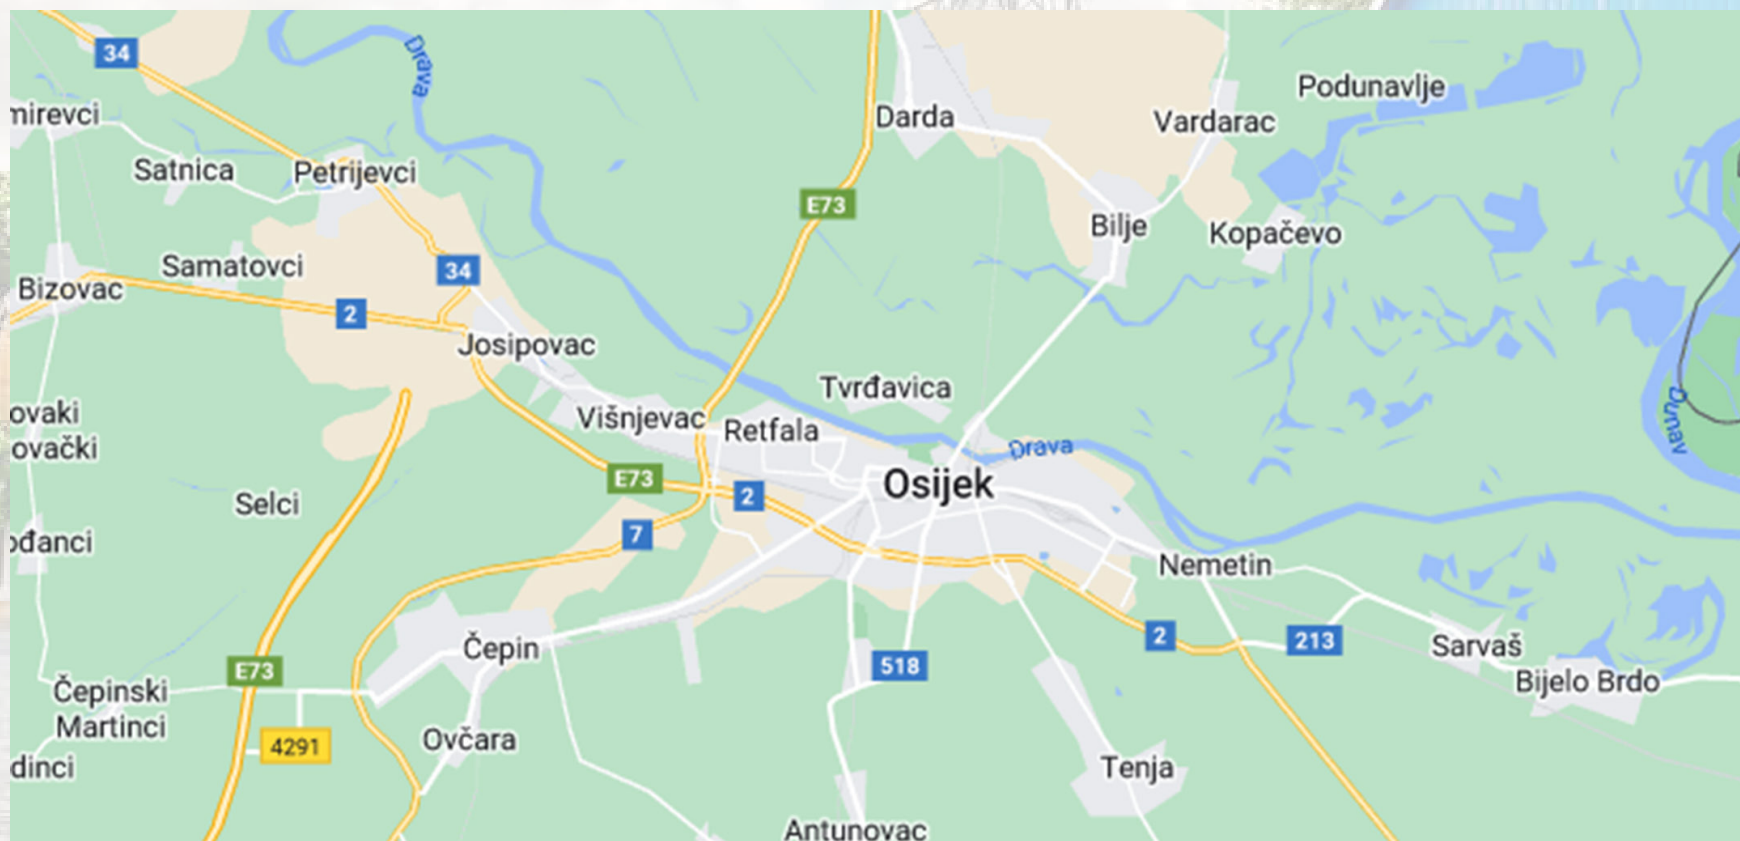 34
Drava
Podunavlje
mirevci
Darda
Vardarac
Satnica
Petrijevci
E73
Bilje
Kopačevo
Samatovci
34
Bizovac
2
Josipovac
Tvrđavica
Dunav
ovaki
ovački
Višnjevac
Retfala
Drava
E73
2
Osijek
Selci
7
ođanci
Nemetin
2
213
Sarvaš
Čepin
518
E73
Bijelo Brdo
Čepinski
Martinci
4291
Ovčara
dinci
Tenja
Antunovac